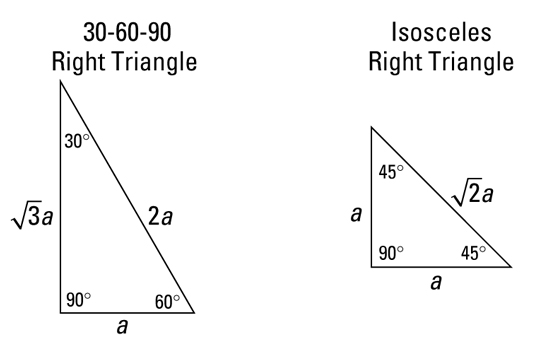 30-60-90
Right Triangle
30°
√3a
2a
90°
60°
a
Isosceles
Right Triangle
45°
√2a
a
90°
45°
a